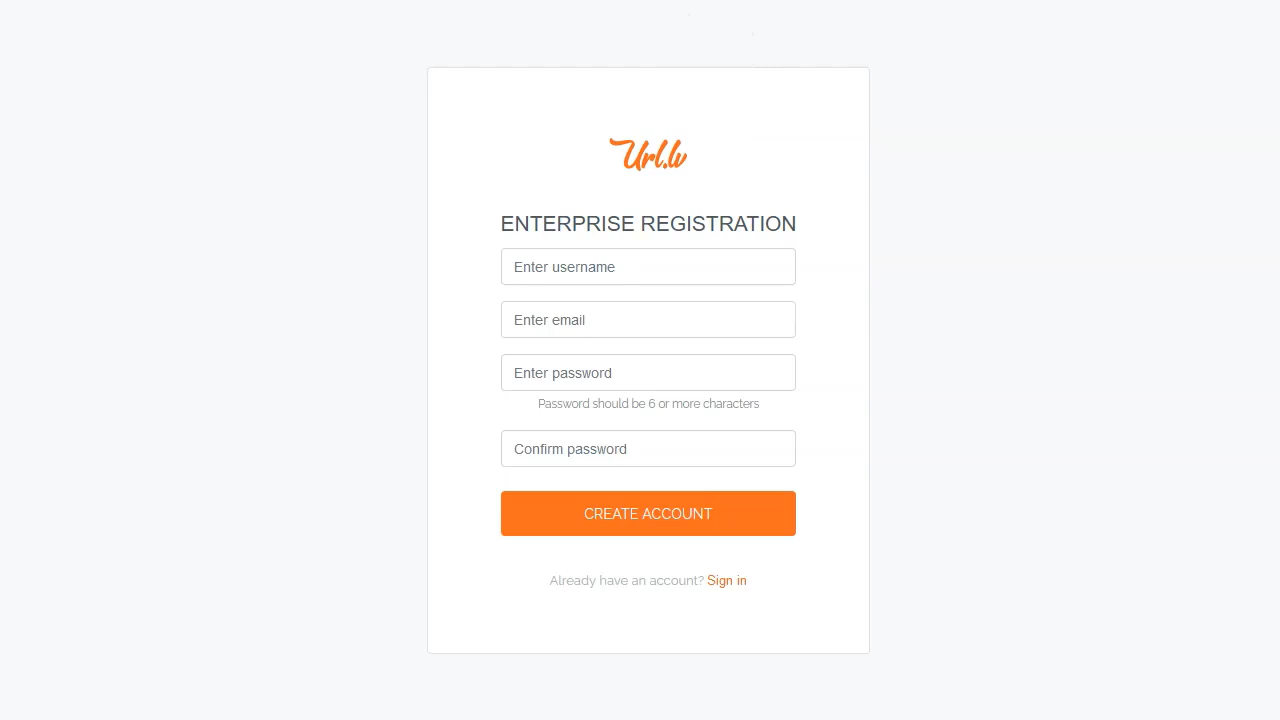 Url.lv
ENTERPRISE REGISTRATION
Enter username
Enter email
Enter password
Password should be 6 or more characters
Confirm password
CREATE ACCOUNT
Already have an account? Sign in